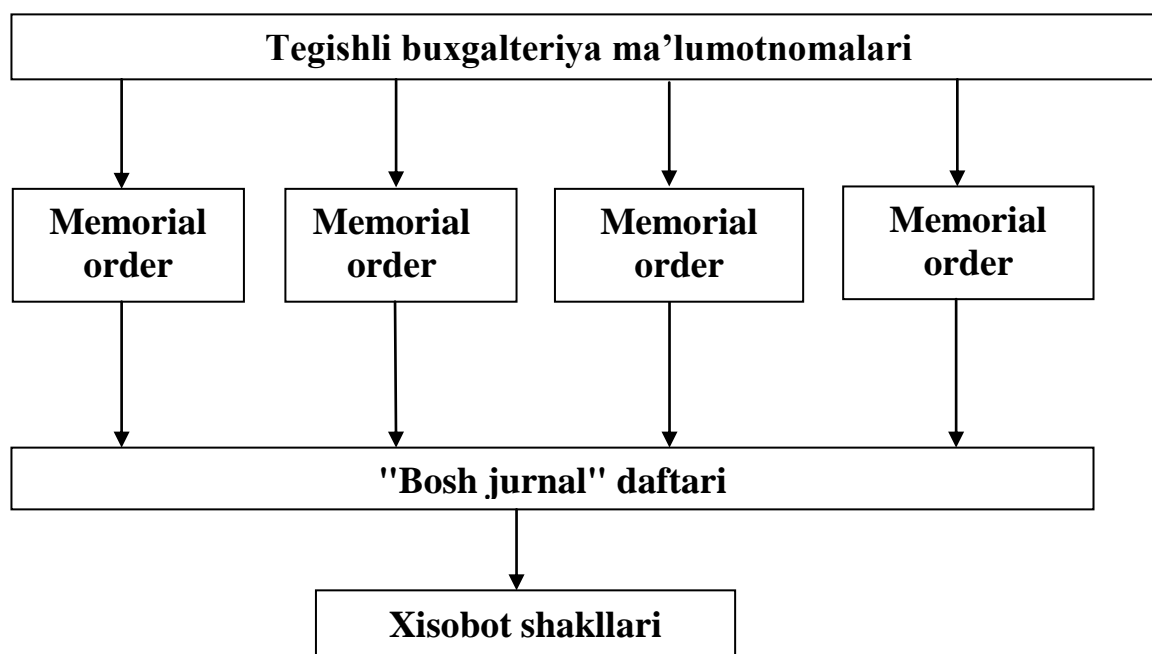 Tegishli buxgalteriya ma’lumotnomalari
Memorial
order
Memorial
order
Memorial
order
Memorial
order
"Bosh jurnal" daftari
Xisobot shakllari